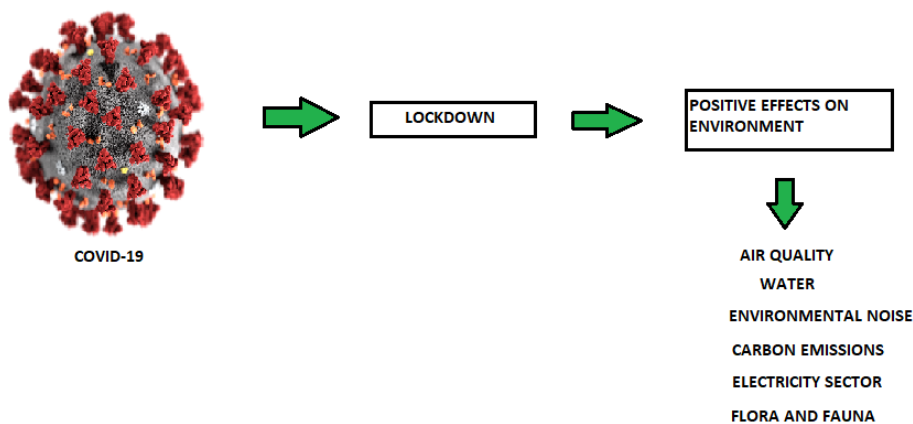 COVID-19
LOCKDOWN
POSITIVE EFFECTS ON
ENVIRONMENT
AIR QUALITY
WATER
ENVIRONMENTAL NOISE
CARBON EMISSIONS
ELECTRICITY SECTOR
FLORA AND FAUNA